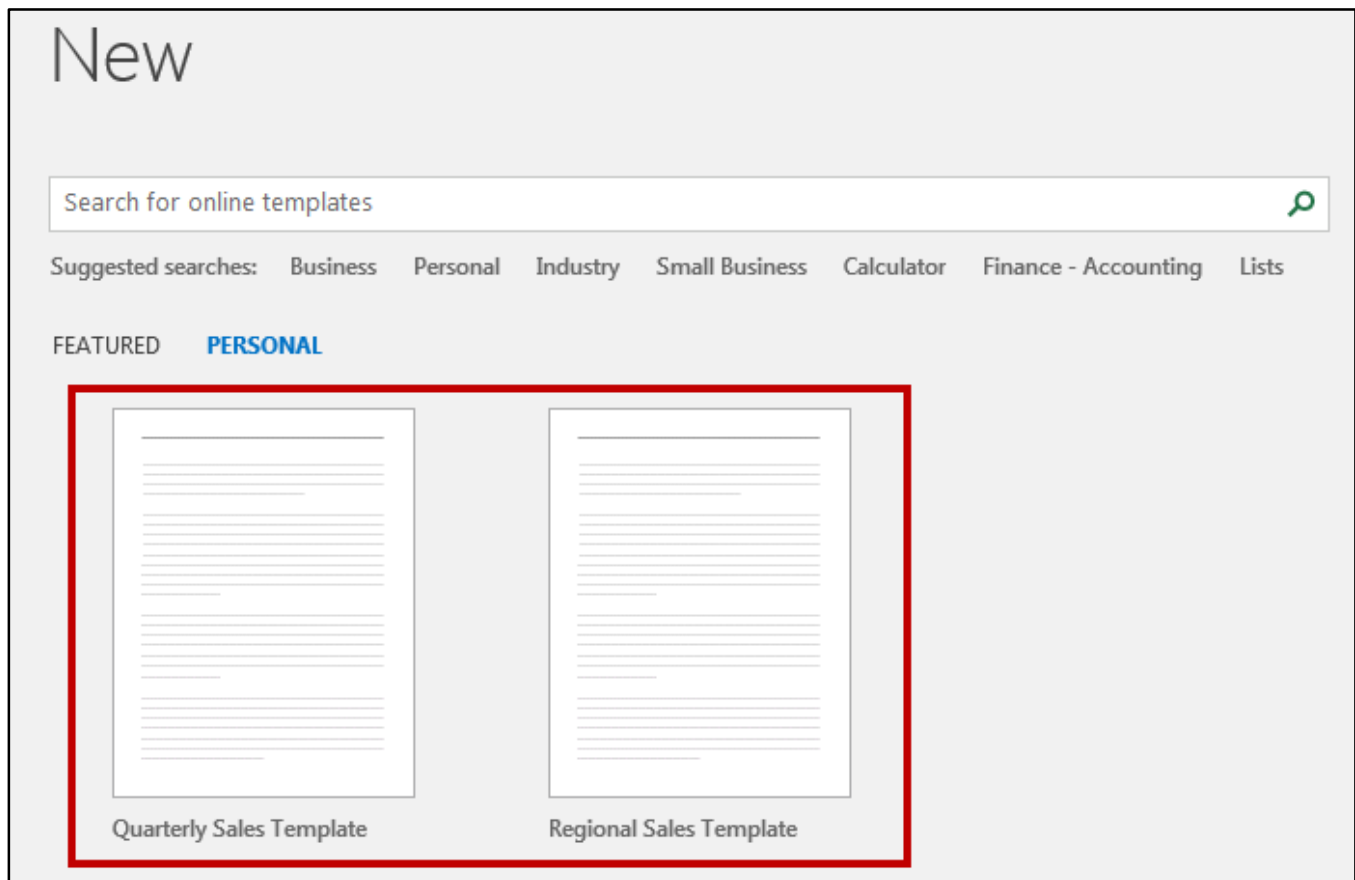 New
Search for online templates
Suggested searches: Business Personal Industry Small Business Calculator Finance - Accounting Lists
FEATURED PERSONAL
Quarterly Sales Template Regional Sales Template